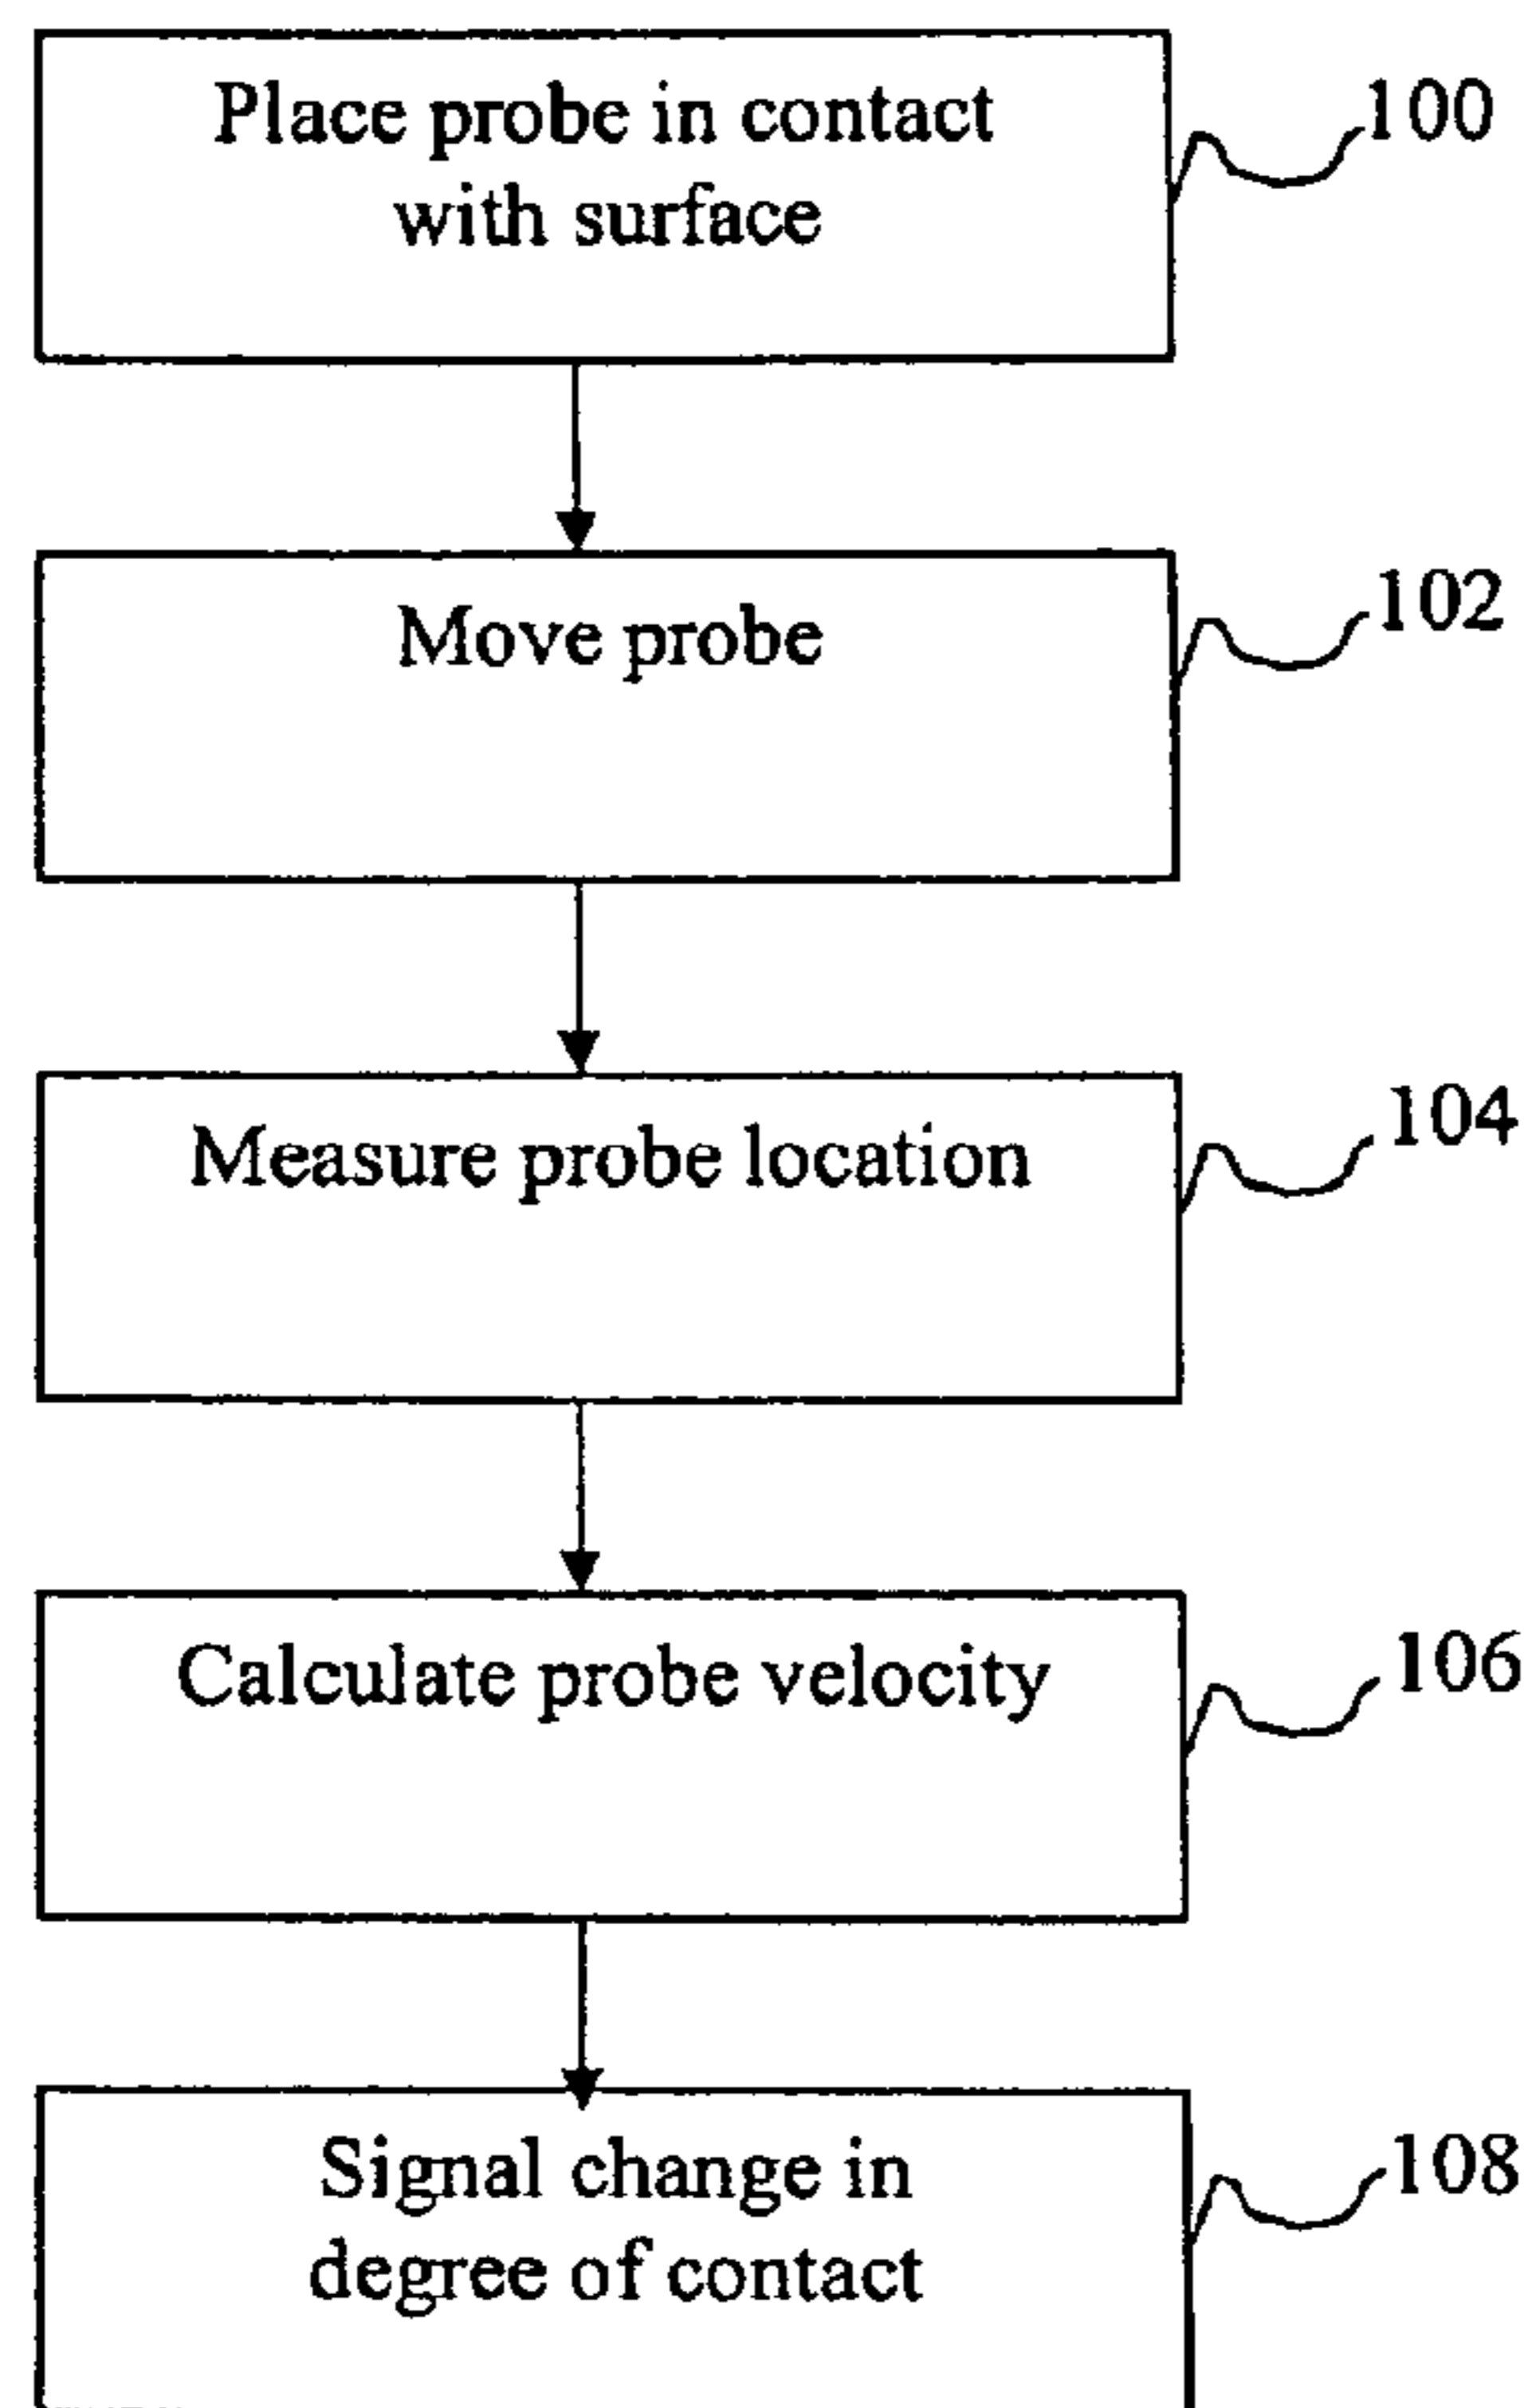 Place probe in contact
with surface
100
Move probe
102
Measure probe location
104
Calculate probe velocity
106
Signal change in
degree of contact
108